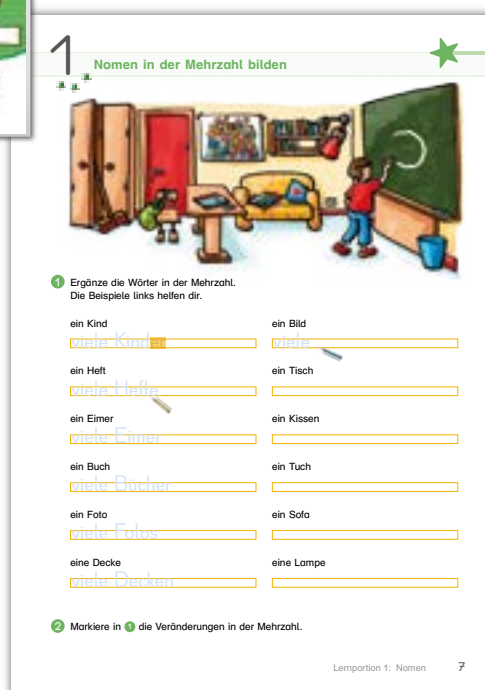 1
Nomen in der Mehrzahl bilden
1 Ergänze die Wörter in der Mehrzahl.
Die Beispiele links helfen dir.
ein Kind
viele Kinder
ein Heft
viele Hefte
ein Eimer
viele Eimer
ein Buch
viele Bücher
ein Foto
viele Fotos
eine Decke
viele Decken
ein Bild
viele
ein Tisch
ein Kissen
ein Tuch
ein Sofa
eine Lampe
2 Markiere in 1 die Veränderungen in der Mehrzahl.
Lernportion 1: Nomen 7